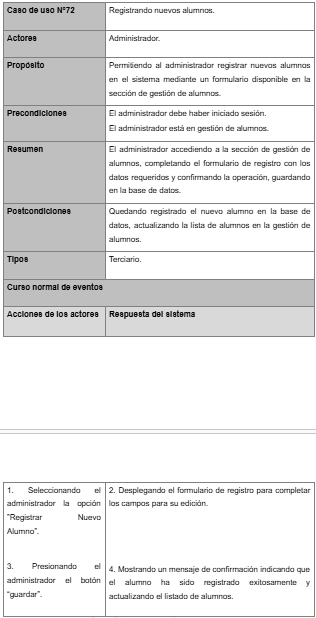 Caso de uso N°72 Registrando nuevos alumnos.
Actores Administrador.
Propósito Permitiendo al administrador registrar nuevos alumnos
en el sistema mediante un formulario disponible en la
sección de gestión de alumnos.
Precondiciones El administrador debe haber iniciado sesión.
El administrador está en gestión de alumnos.
Resumen El administrador accediendo a la sección de gestión de
alumnos, completando el formulario de registro con los
datos requeridos y confirmando la operación, guardando
en la base de datos.
Postcondiciones Quedando registrado el nuevo alumno en la base de
datos, actualizando la lista de alumnos en la gestión de
alumnos.
Tipos Terciario.
Curso normal de eventos
Acciones de los actores Respuesta del sistema
1. Seleccionando el
administrador la opción
"Registrar Nuevo
Alumno".
2. Desplegando el formulario de registro para completar
los campos para su edición.
3. Presionando el
administrador el botón
"guardar".
4. Mostrando un mensaje de confirmación indicando que
el alumno ha sido registrado exitosamente y
actualizando el listado de alumnos.